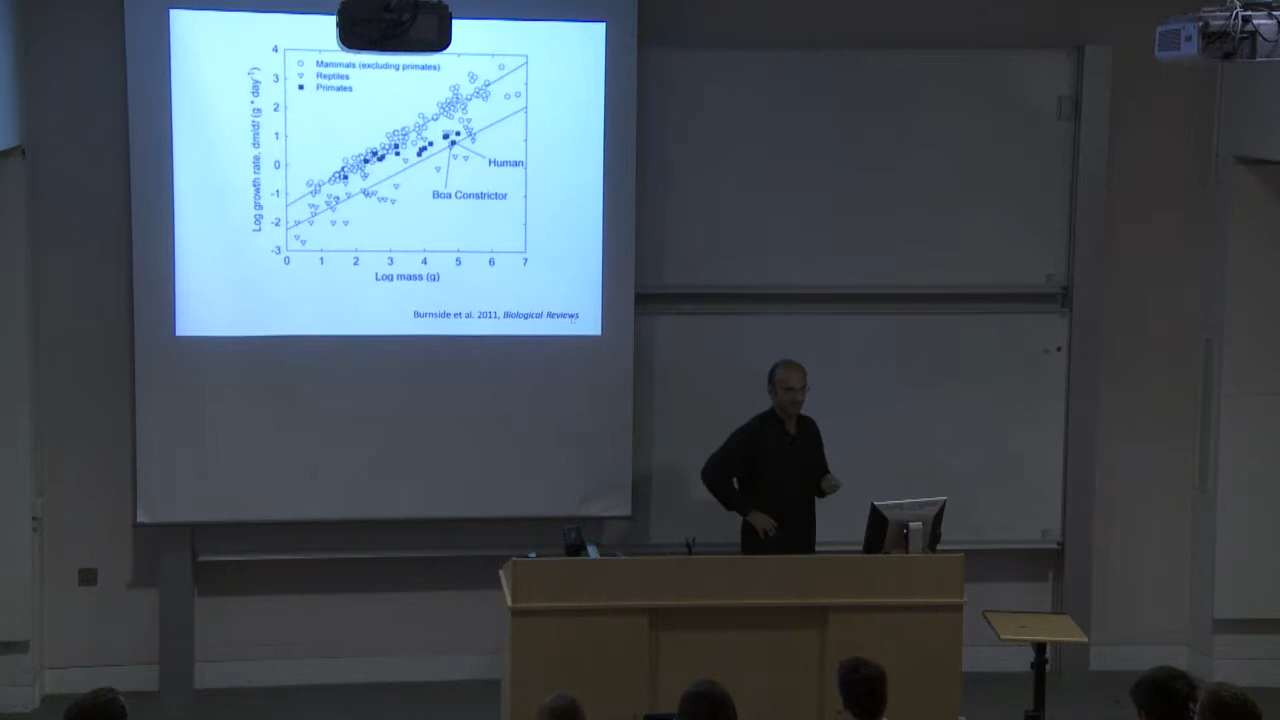 4
3
2
1
0
-1
-2
-3
Log growth rate, dm/dt (g * day⁻¹)
Mammals (excluding primates)
Reptiles
Primates
Human
Boa Constrictor
0 1 2 3 4 5 6 7
Log mass (g)
Burnside et al. 2011, Biological Reviews